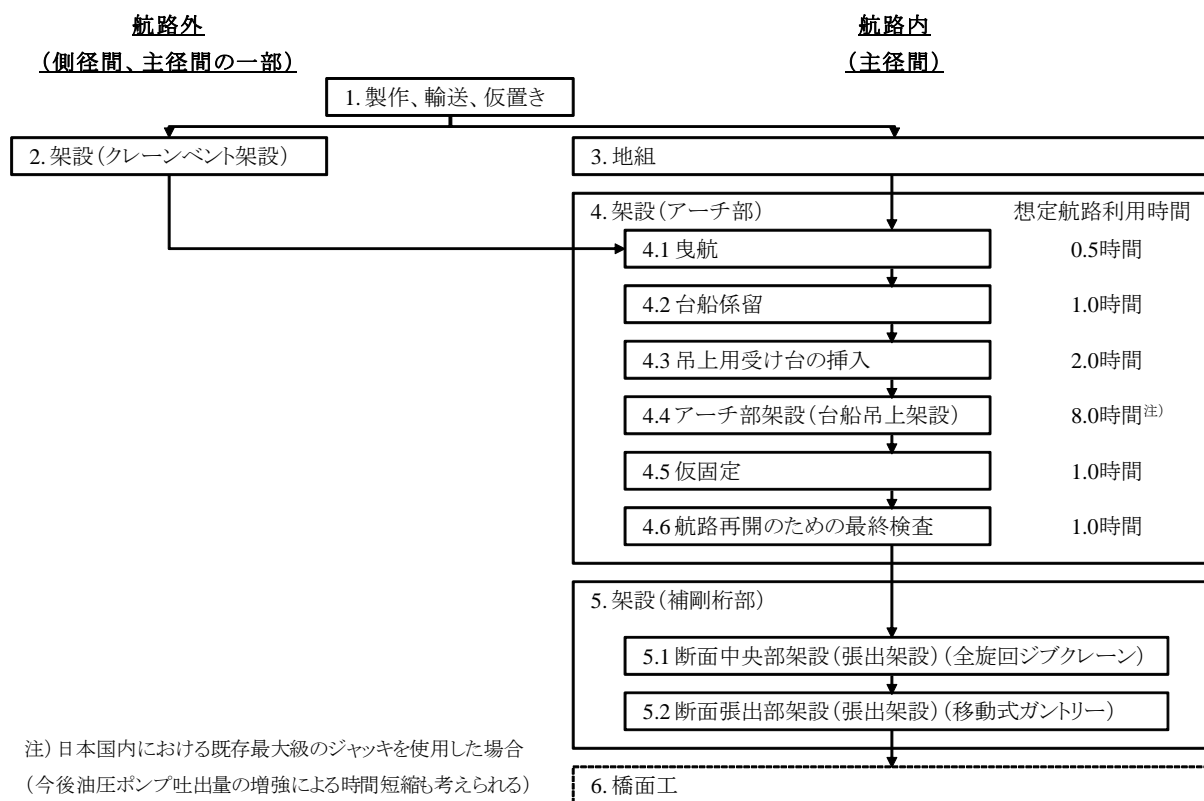 航路外
(側径間、主径間の一部)
航路内
(主径間)
1. 製作、輸送、仮置き
2. 架設(クレーンベント架設)
3. 地組
4. 架設(アーチ部)
想定航路利用時間
4.1 曳航
0.5時間
4.2 台船係留
1.0時間
4.3 吊上用受け台の挿入
2.0時間
4.4 アーチ部架設(台船吊上架設)
8.0時間注)
4.5 仮固定
1.0時間
4.6 航路再開のための最終検査
1.0時間
5. 架設(補剛桁部)
5.1 断面中央部架設(張出架設)(全旋回ジブクレーン)
5.2 断面張出部架設(張出架設)(移動式ガントリー)
注)日本国内における既存最大級のジャッキを使用した場合
(今後油圧ポンプ吐出量の増強による時間短縮も考えられる)
6. 橋面工